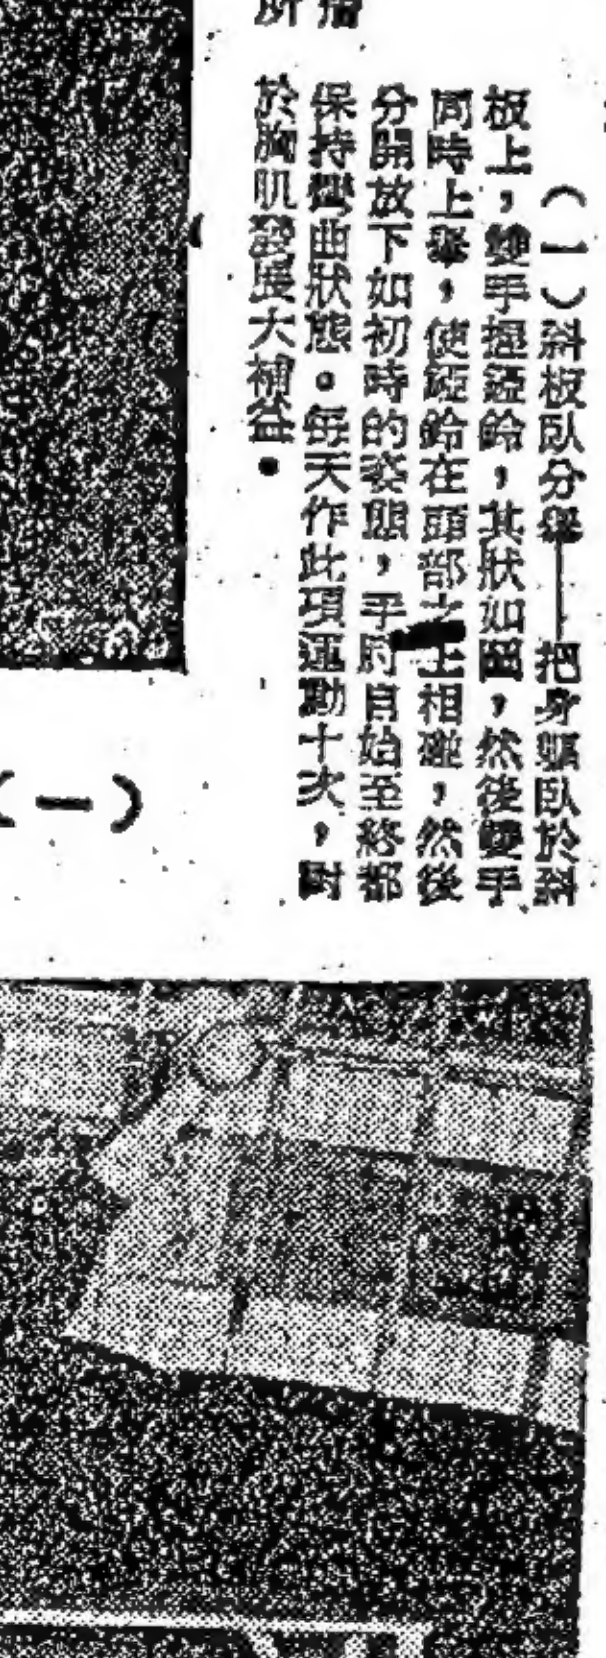 所增
（一）斜板臥分舉——把身軀臥於斜
板上，雙手握啞鈴，其狀如圖，然後雙手
同時上舉，使啞鈴在頭部之上相碰，然後
分開放下如初時的姿態，手肘自始至終都
保持彎曲狀態。每天作此項運動十次，對
於胸肌發展大補益。
（一）